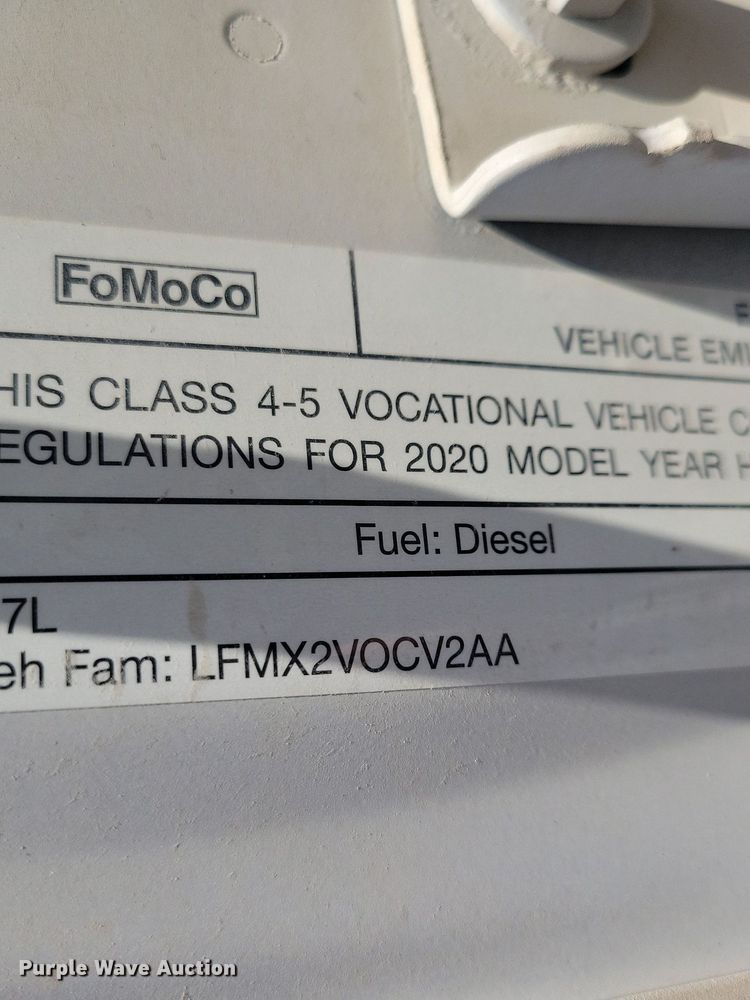 FoMoCo
VEHICLE EMI
HIS CLASS 4-5 VOCATIONAL VEHICLE C
EGULATIONS FOR 2020 MODEL YEAR H
Fuel: Diesel
7L
eh Fam: LFMX2VOCV2AA
Purple Wave Auction